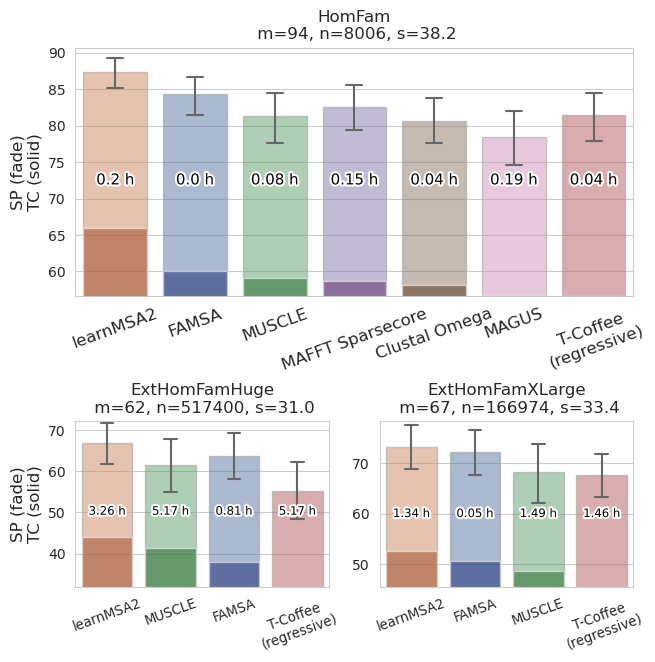 HomFam
m=94, n=8006, s=38.2
SP (fade)
TC (solid)
90
85
80
75
70
65
60
0.2 h
0.0 h
0.08 h
0.15 h
0.04 h
0.19 h
0.04 h
learnMSA2
FAMSA
MUSCLE
MAFFT Sparsecore
Clustal Omega
MAGUS
T-Coffee
(regressive)
ExtHomFamHuge
m=62, n=517400, s=31.0
SP (fade)
TC (solid)
70
60
50
40
3.26 h
5.17 h
0.81 h
5.17 h
learnMSA2
MUSCLE
FAMSA
T-Coffee
(regressive)
ExtHomFamXLarge
m=67, n=166974, s=33.4
70
60
50
1.34 h
0.05 h
1.49 h
1.46 h
learnMSA2
FAMSA
MUSCLE
T-Coffee
(regressive)